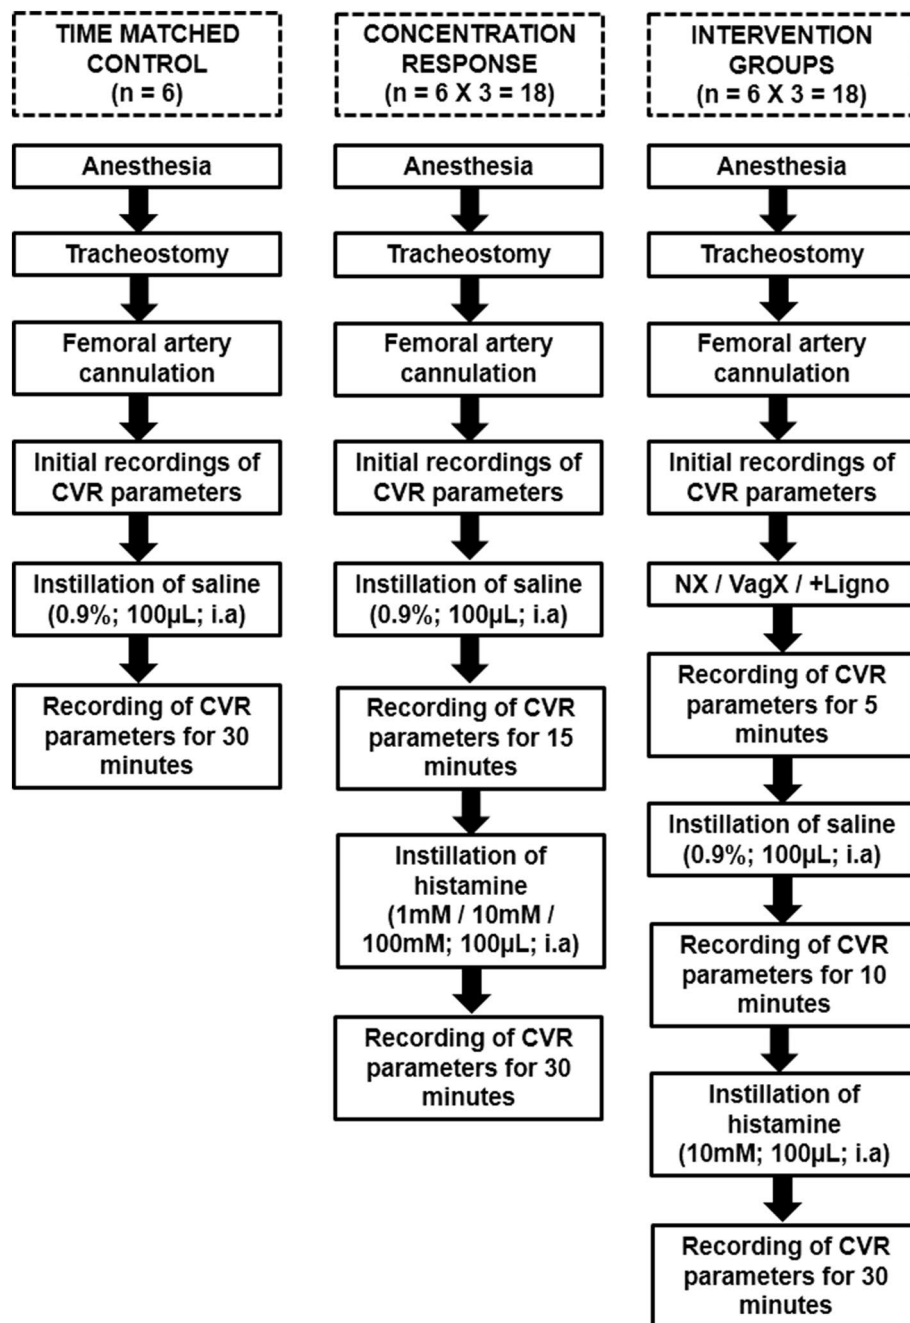 TIME MATCHED
CONTROL
(n = 6)
Anesthesia
Tracheostomy
Femoral artery
cannulation
Initial recordings of
CVR parameters
Instillation of saline
(0.9%; 100µL; i.a)
Recording of CVR
parameters for 30
minutes
CONCENTRATION
RESPONSE
(n = 6 X 3 = 18)
Anesthesia
Tracheostomy
Femoral artery
cannulation
Initial recordings of
CVR parameters
Instillation of saline
(0.9%; 100µL; i.a)
Recording of CVR
parameters for 15
minutes
Instillation of
histamine
(1mM / 10mM /
100mM; 100µL; i.a)
Recording of CVR
parameters for 30
minutes
INTERVENTION
GROUPS
(n = 6 X 3 = 18)
Anesthesia
Tracheostomy
Femoral artery
cannulation
Initial recordings of
CVR parameters
NX / VagX / +Ligno
Recording of CVR
parameters for 5
minutes
Instillation of saline
(0.9%; 100µL; i.a)
Recording of CVR
parameters for 10
minutes
Instillation of
histamine
(10mM; 100µL; i.a)
Recording of CVR
parameters for 30
minutes